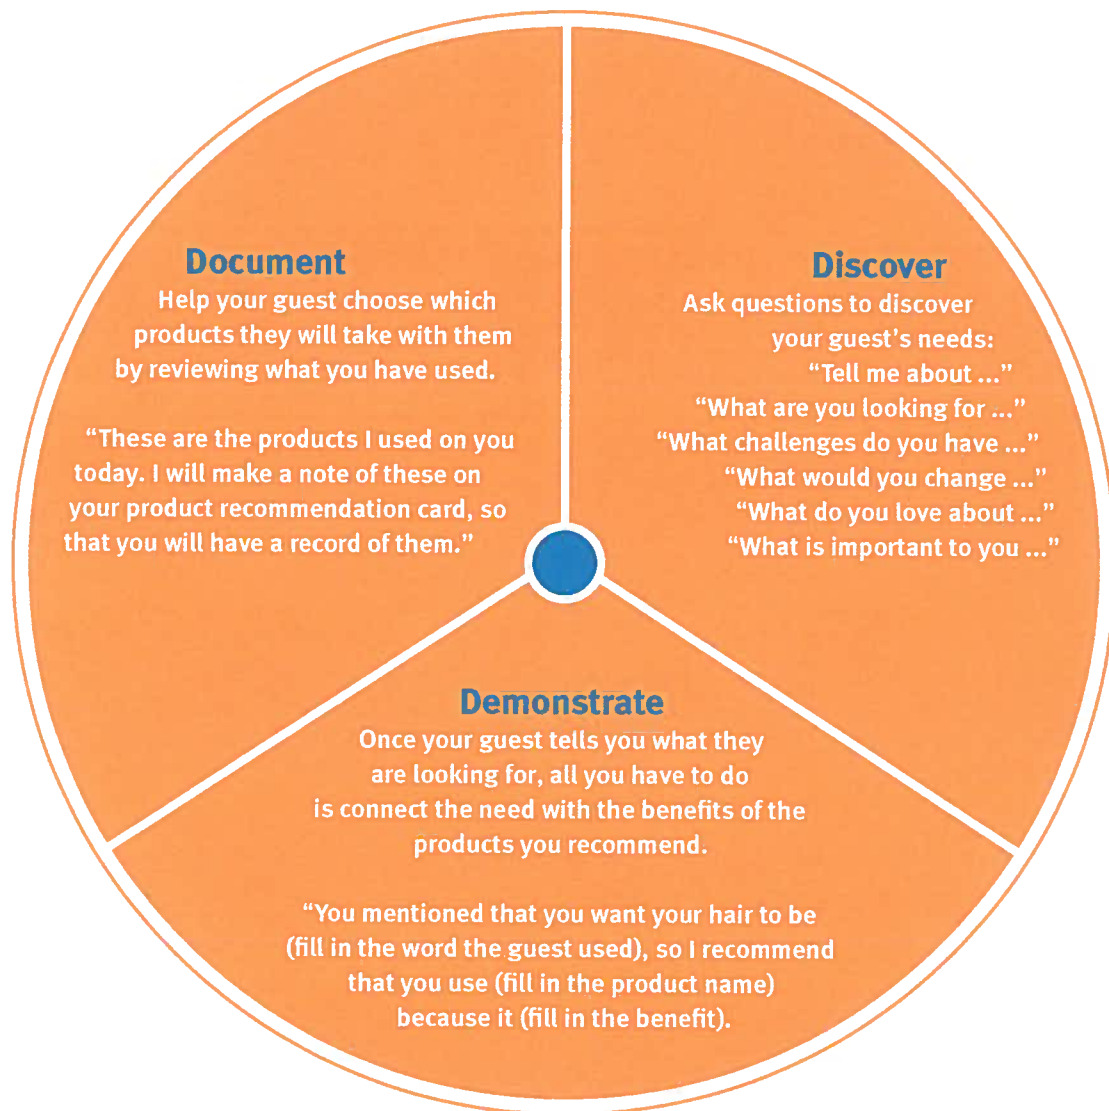 Document
Help your guest choose which
products they will take with them
by reviewing what you have used.
“These are the products I used on you
today. I will make a note of these on
your product recommendation card, so
that you will have a record of them.”
Discover
Ask questions to discover
your guest’s needs:
“Tell me about ...”
“What are you looking for ...”
“What challenges do you have ...”
“What would you change ...”
“What do you love about ...”
“What is important to you ...”
Demonstrate
Once your guest tells you what they
are looking for, all you have to do
is connect the need with the benefits of the
products you recommend.
“You mentioned that you want your hair to be
(fill in the word the guest used), so I recommend
that you use (fill in the product name)
because it (fill in the benefit).